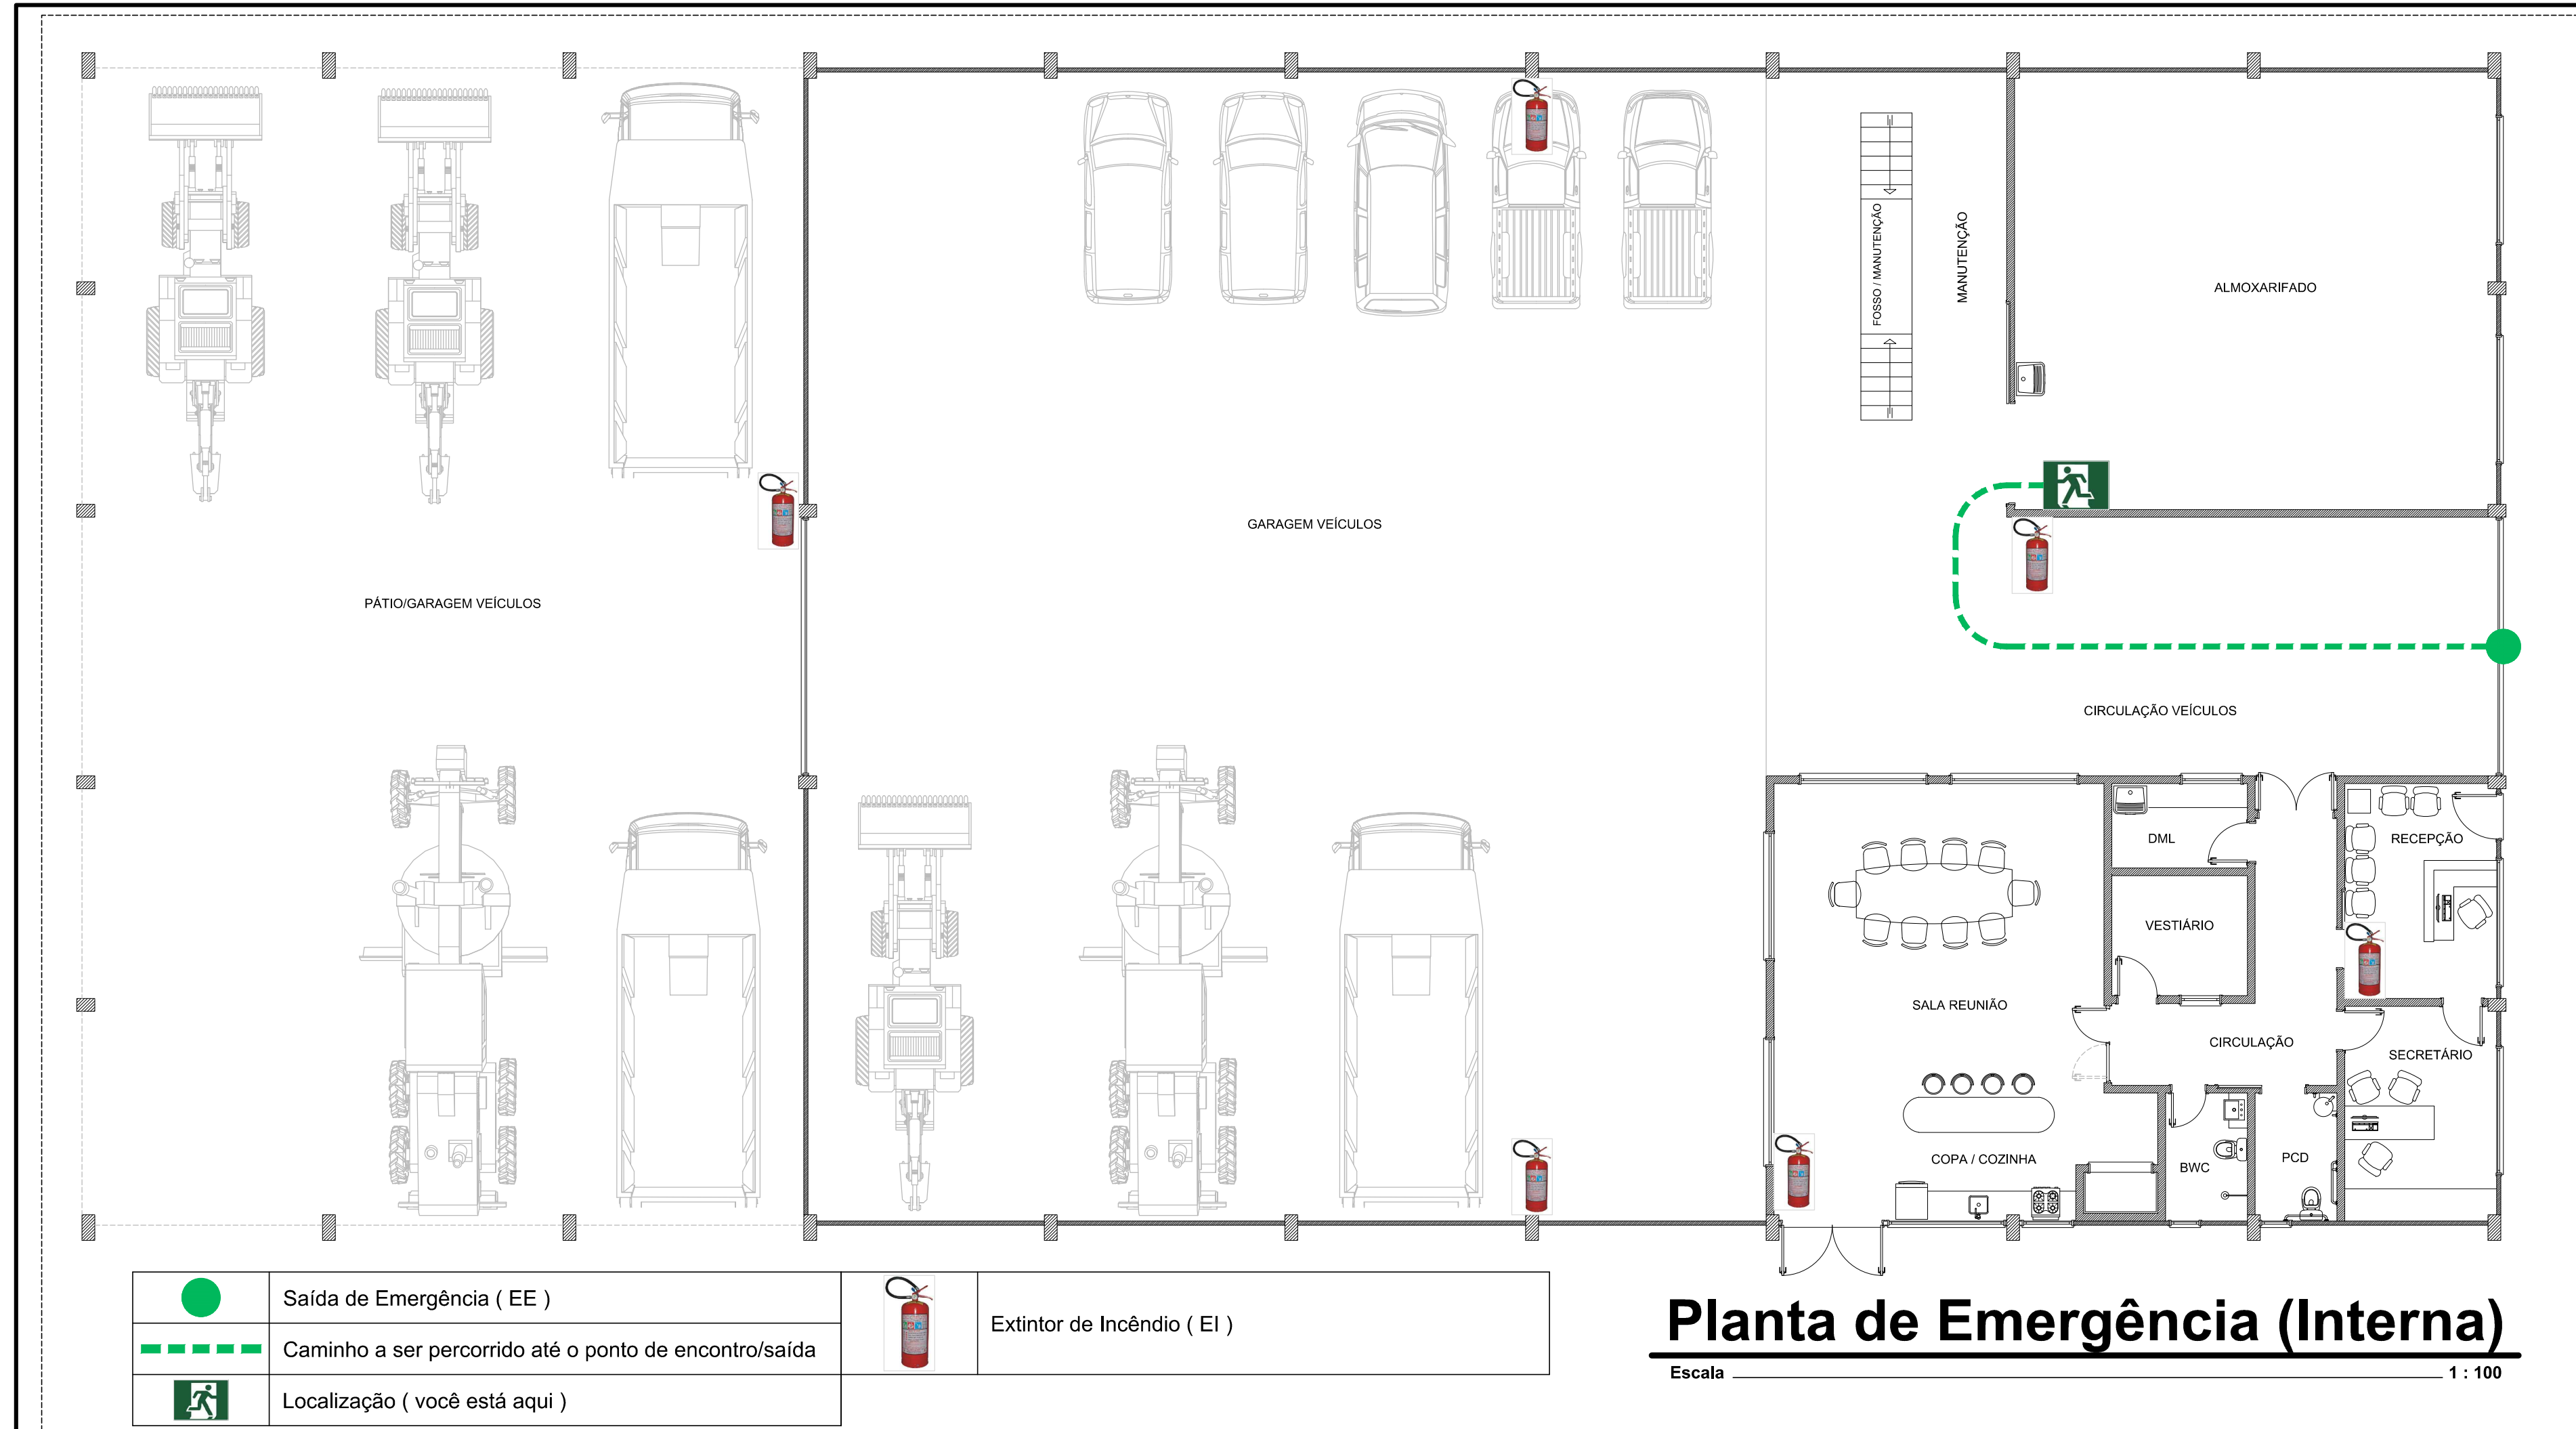 FOSSO / MANUTENÇÃO
MANUTENÇÃO
ALMOXARIFADO
GARAGEM VEÍCULOS
PÁTIO/GARAGEM VEÍCULOS
CIRCULAÇÃO VEÍCULOS
DML
RECEPÇÃO
VESTIÁRIO
SALA REUNIÃO
CIRCULAÇÃO
SECRETÁRIO
COPA / COZINHA
BWC
PCD
Saída de Emergência ( EE )
Caminho a ser percorrido até o ponto de encontro/saída
Localização ( você está aqui )
Extintor de Incêndio ( EI )
Planta de Emergência (Interna)
Escala 1 : 100